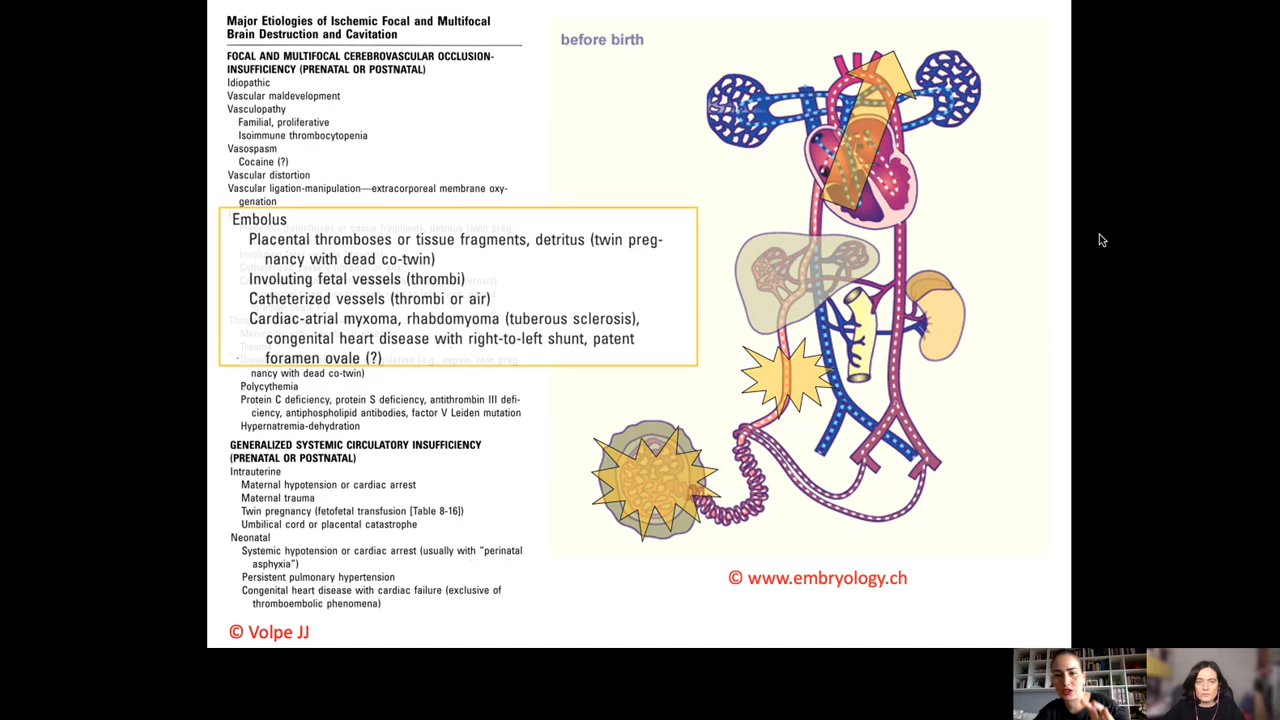 Major Etiologies of Ischemic Focal and Multifocal
Brain Destruction and Cavitation
FOCAL AND MULTIFOCAL CEREBROVASCULAR OCCLUSION-
INSUFFICIENCY (PRENATAL OR POSTNATAL)
Idiopathic
Vascular maldevelopment
Vasculopathy
Familial, proliferative
Isoimmune thrombocytopenia
Vasospasm
Cocaine (?)
Vascular distortion
Vascular ligation-manipulation—extracorporeal membrane oxy-
genation
Embolus
Placental thromboses or tissue fragments, detritus (twin preg-
nancy with dead co-twin)
Involuting fetal vessels (thrombi)
Catheterized vessels (thrombi or air)
Cardiac-atrial myxoma, rhabdomyoma (tuberous sclerosis),
congenital heart disease with right-to-left shunt, patent
foramen ovale (?)
nancy with dead co-twin)
Polycythemia
Protein C deficiency, protein S deficiency, antithrombin III defi-
ciency, antiphospholipid antibodies, factor V Leiden mutation
Hypernatremia-dehydration
GENERALIZED SYSTEMIC CIRCULATORY INSUFFICIENCY
(PRENATAL OR POSTNATAL)
Intrauterine
Maternal hypotension or cardiac arrest
Maternal trauma
Twin pregnancy (fetofetal transfusion [Table 8-16])
Umbilical cord or placental catastrophe
Neonatal
Systemic hypotension or cardiac arrest (usually with “perinatal
asphyxia”)
Persistent pulmonary hypertension
Congenital heart disease with cardiac failure (exclusive of
thromboembolic phenomena)
© Volpe JJ
before birth
© www.embryology.ch